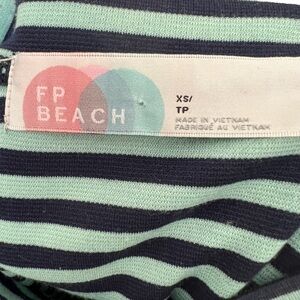 FP
BEACH
XS/
TP
MADE IN VIETNAM
FABRIQUÉ AU VIETNAM